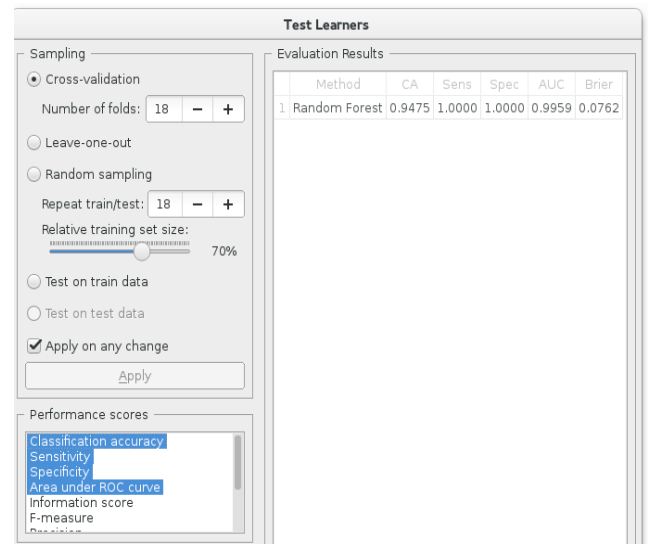 Test Learners
Sampling
Cross-validation
Number of folds: 18 − +
Leave-one-out
Random sampling
Repeat train/test: 18 − +
Relative training set size:
70%
Test on train data
Test on test data
Apply on any change
Apply
Performance scores
Classification accuracy
Sensitivity
Specificity
Area under ROC curve
Information score
F-measure
Evaluation Results
Method CA Sens Spec AUC Brier
1 Random Forest 0.9475 1.0000 1.0000 0.9959 0.0762